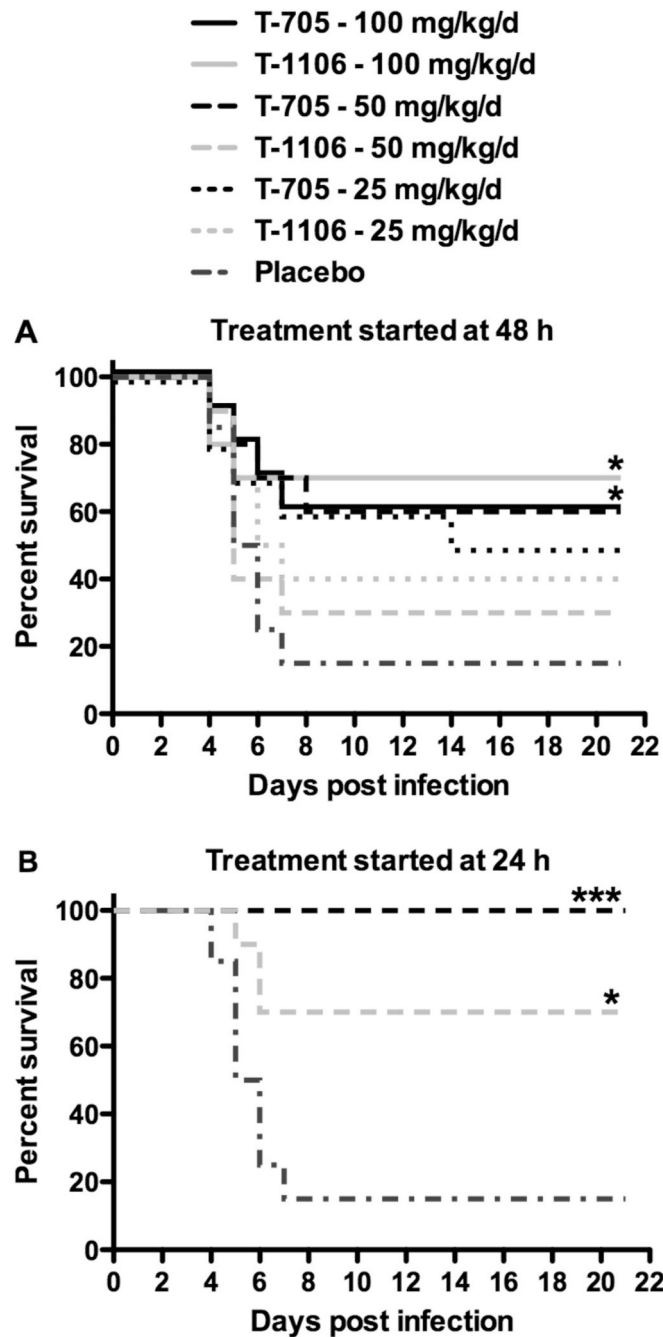 T-705 - 100 mg/kg/d
T-1106 - 100 mg/kg/d
T-705 - 50 mg/kg/d
T-1106 - 50 mg/kg/d
T-705 - 25 mg/kg/d
T-1106 - 25 mg/kg/d
Placebo
A Treatment started at 48 h
Percent survival
100
80
60
40
20
0
*
*
0 2 4 6 8 10 12 14 16 18 20 22
Days post infection
B Treatment started at 24 h
Percent survival
100
80
60
40
20
0
***
*
0 2 4 6 8 10 12 14 16 18 20 22
Days post infection